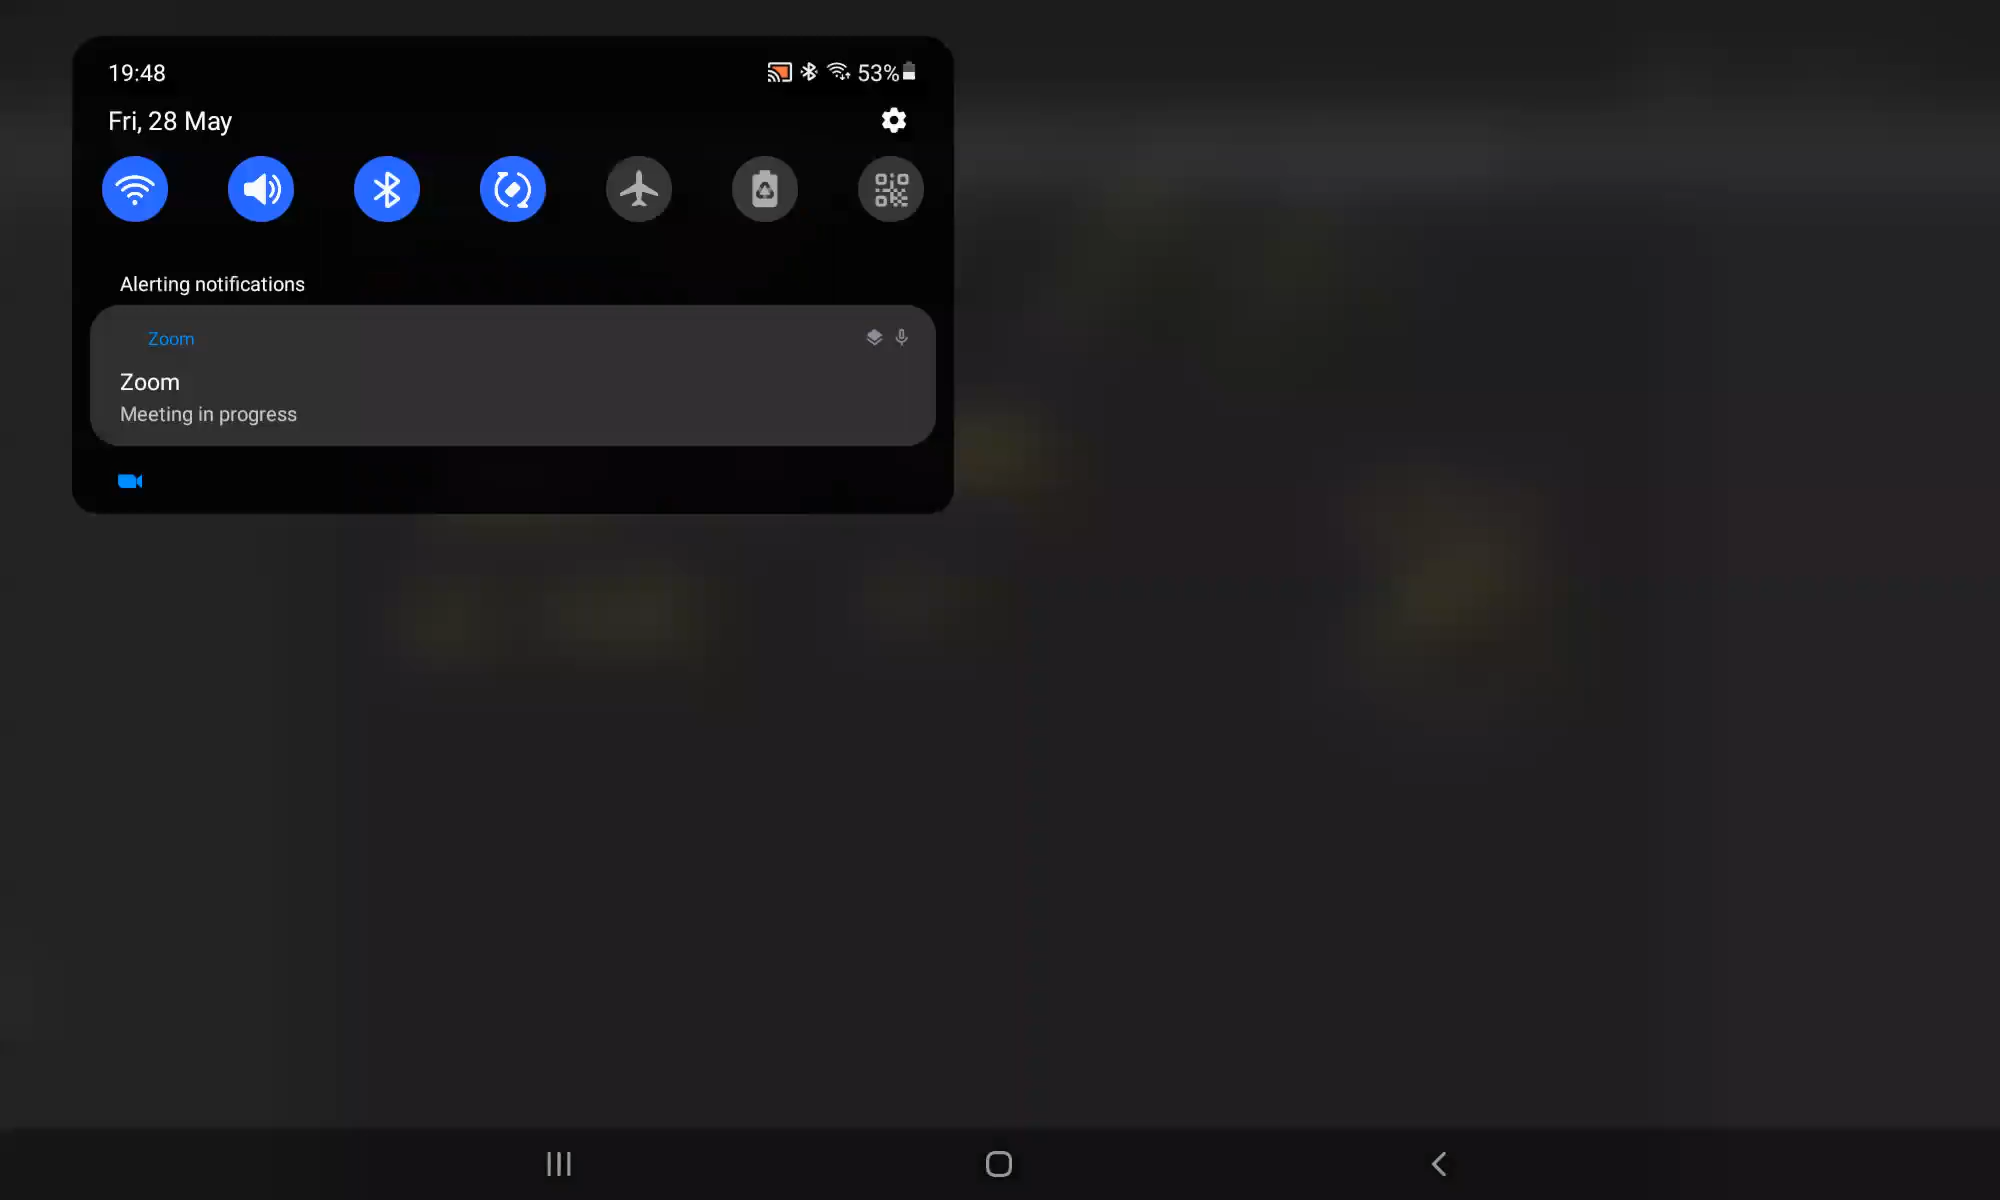 19:48
53%
Fri, 28 May
Alerting notifications
Zoom
Zoom
Meeting in progress